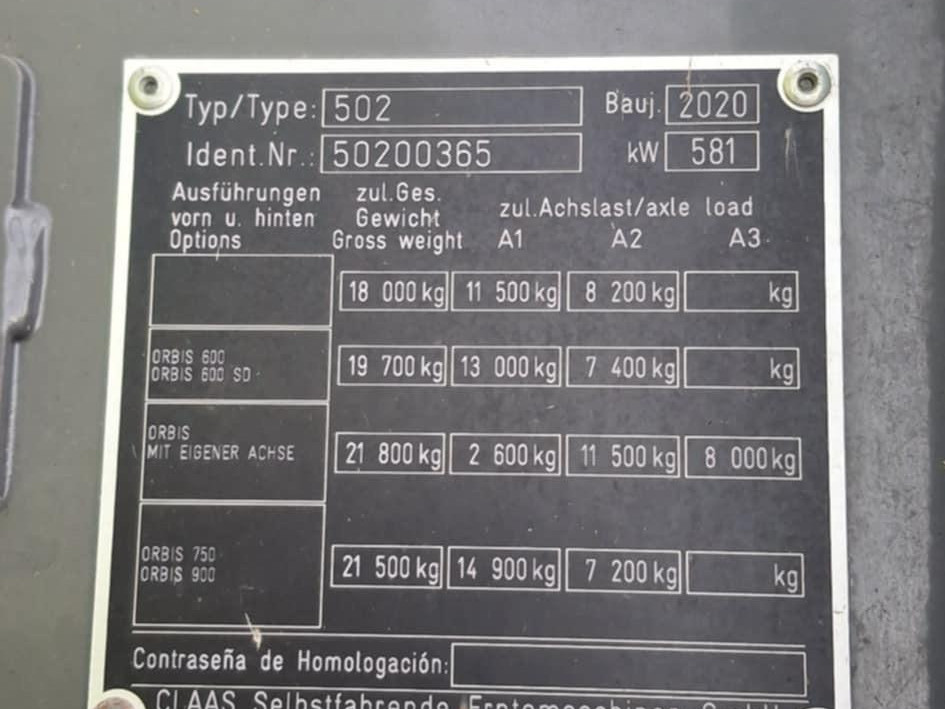 Typ/Type: 502 Bauj. 2020
Ident.Nr.: 50200365 kW 581
Ausführungen zul.Ges.
vorn u. hinten Gewicht zul.Achslast/axle load
Options Gross weight A1 A2 A3
18 000 kg 11 500 kg 8 200 kg kg
ORBIS 600
ORBIS 600 SD 19 700 kg 13 000 kg 7 400 kg kg
ORBIS
MIT EIGENER ACHSE 21 800 kg 2 600 kg 11 500 kg 8 000 kg
ORBIS 750
ORBIS 900 21 500 kg 14 900 kg 7 200 kg kg
Contraseña de Homologación:
CLAAS Selbstfahrende Erntemaschinen GmbH